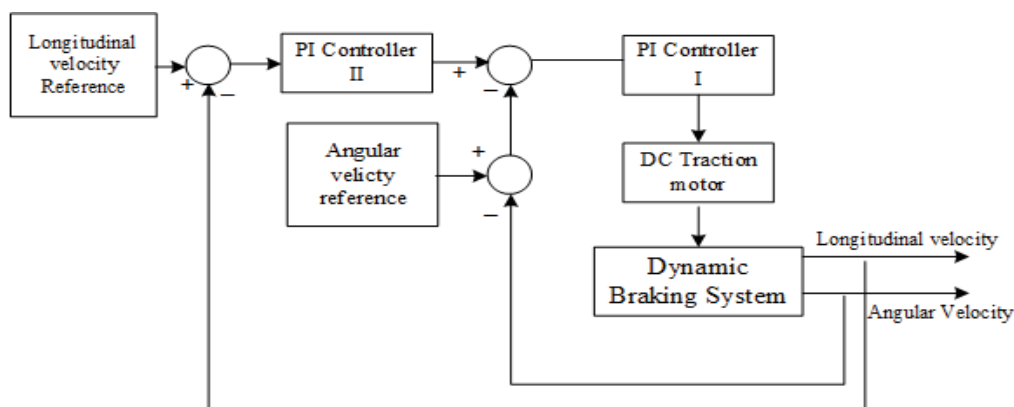 Longitudinal
velocity
Reference
+
−
PI Controller
II
+
−
PI Controller
I
Angular
velicty
reference
+
−
DC Traction
motor
Dynamic
Braking System
Longitudinal velocity
Angular Velocity